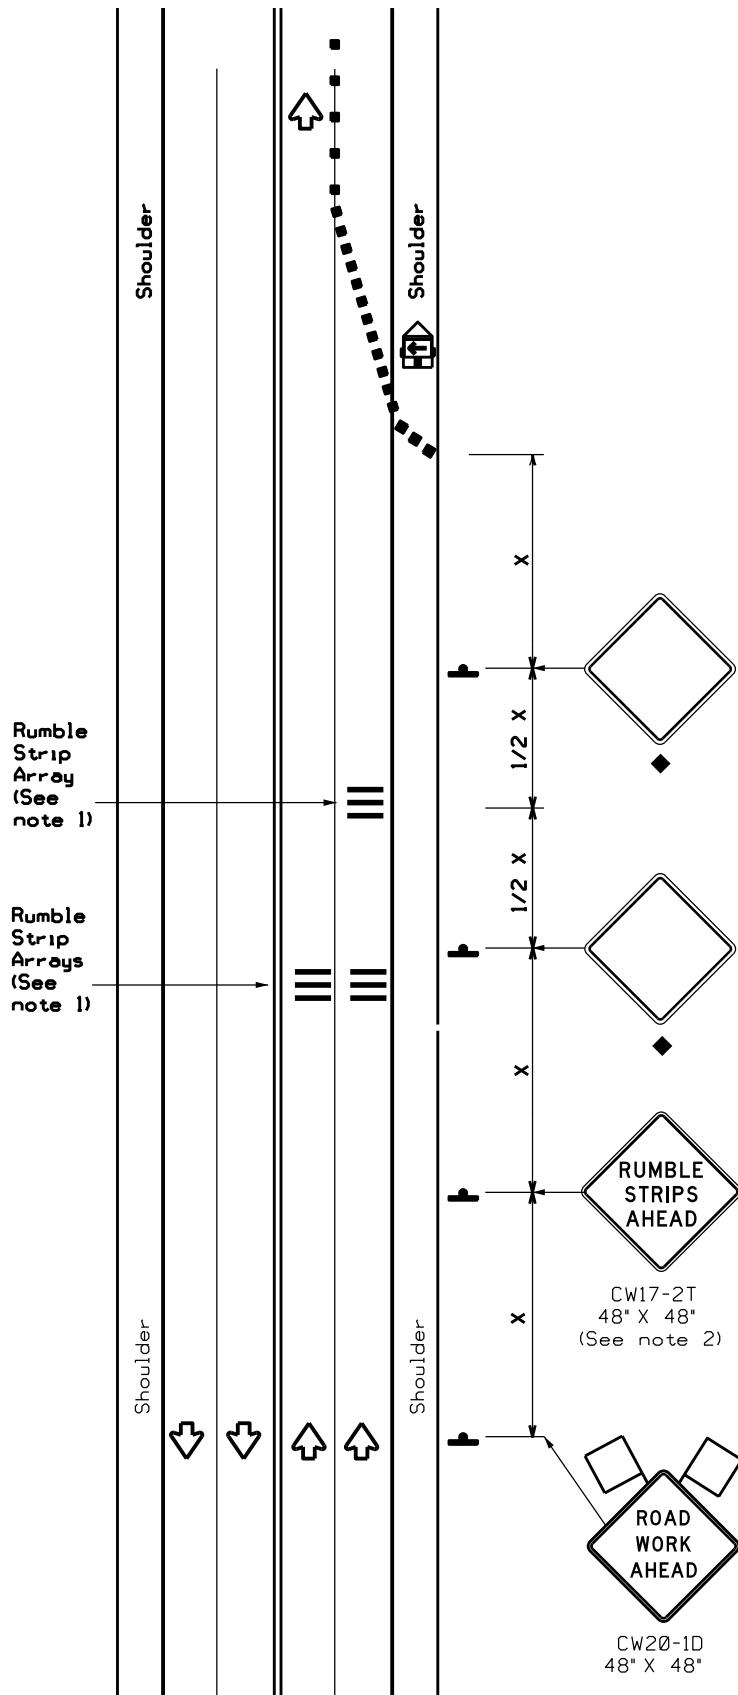 Shoulder
Shoulder
X
1/2 X
Rumble
Strip
Array
(See
note 1)
1/2 X
Rumble
Strip
Arrays
(See
note 1)
X
RUMBLE
STRIPS
AHEAD
CW17-2T
48" X 48"
(See note 2)
X
Shoulder
Shoulder
ROAD
WORK
AHEAD
CW20-1D
48" X 48"